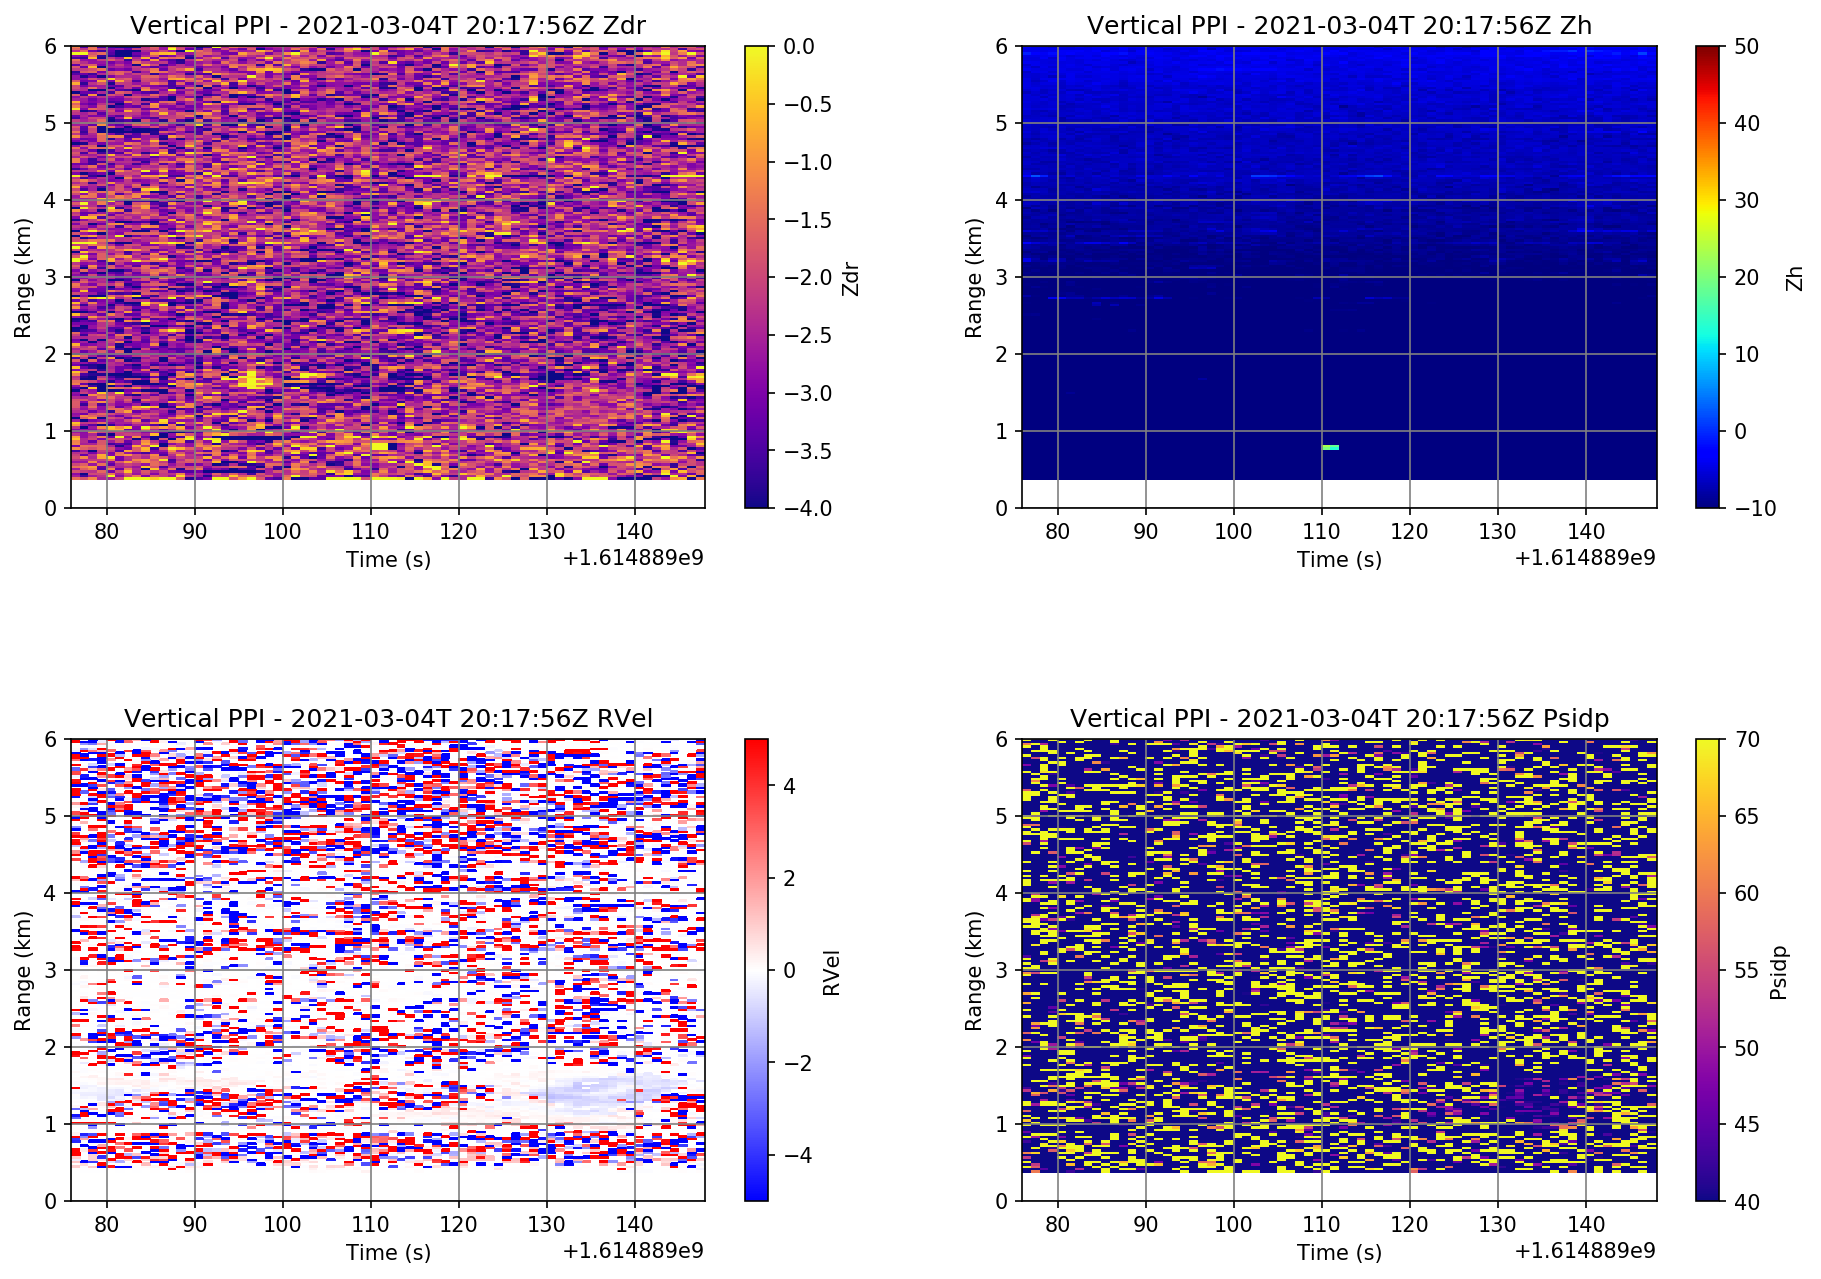 Vertical PPI - 2021-03-04T 20:17:56Z Zdr
6
5
4
3
2
1
0
Range (km)
80 90 100 110 120 130 140
Time (s)
+1.614889e9
0.0
−0.5
−1.0
−1.5
−2.0
−2.5
−3.0
−3.5
−4.0
Zdr
Vertical PPI - 2021-03-04T 20:17:56Z Zh
6
5
4
3
2
1
0
Range (km)
80 90 100 110 120 130 140
Time (s)
+1.614889e9
50
40
30
20
10
0
−10
Zh
Vertical PPI - 2021-03-04T 20:17:56Z RVel
6
5
4
3
2
1
0
Range (km)
80 90 100 110 120 130 140
Time (s)
+1.614889e9
4
2
0
−2
−4
RVel
Vertical PPI - 2021-03-04T 20:17:56Z Psidp
6
5
4
3
2
1
0
Range (km)
80 90 100 110 120 130 140
Time (s)
+1.614889e9
70
65
60
55
50
45
40
Psidp